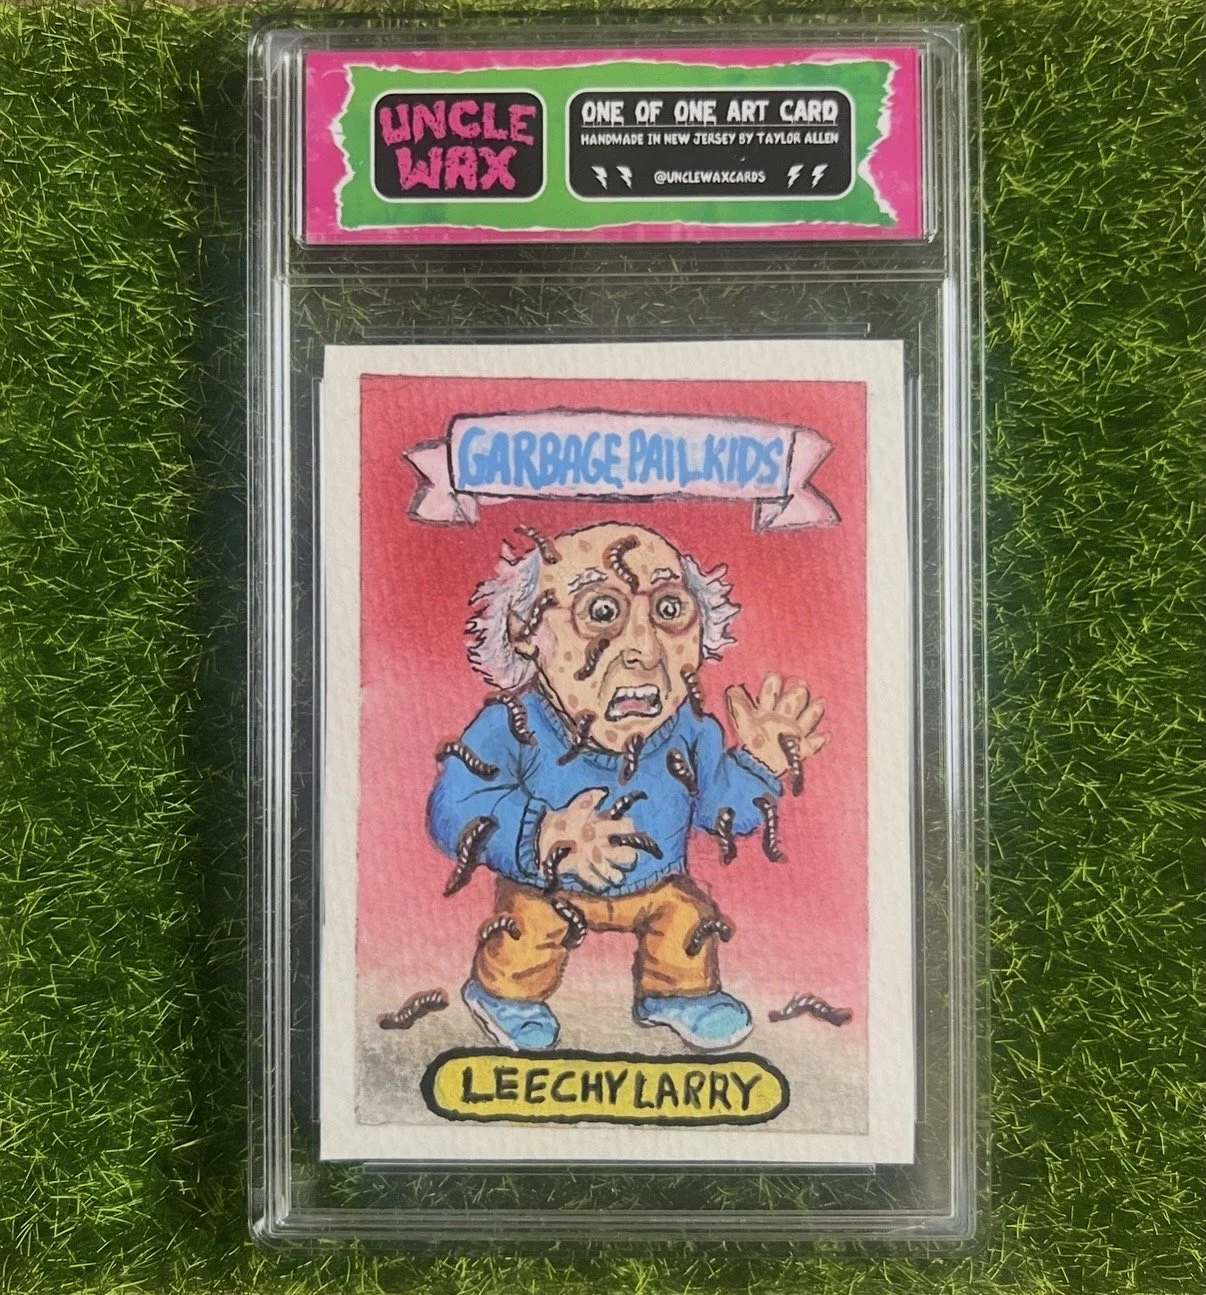 UNCLE
WAX
ONE OF ONE ART CARD
HANDMADE IN NEW JERSEY BY TAYLOR ALLEN
@UNCLEWAXCARDS
GARBAGE PAIL KIDS
LEECHY LARRY